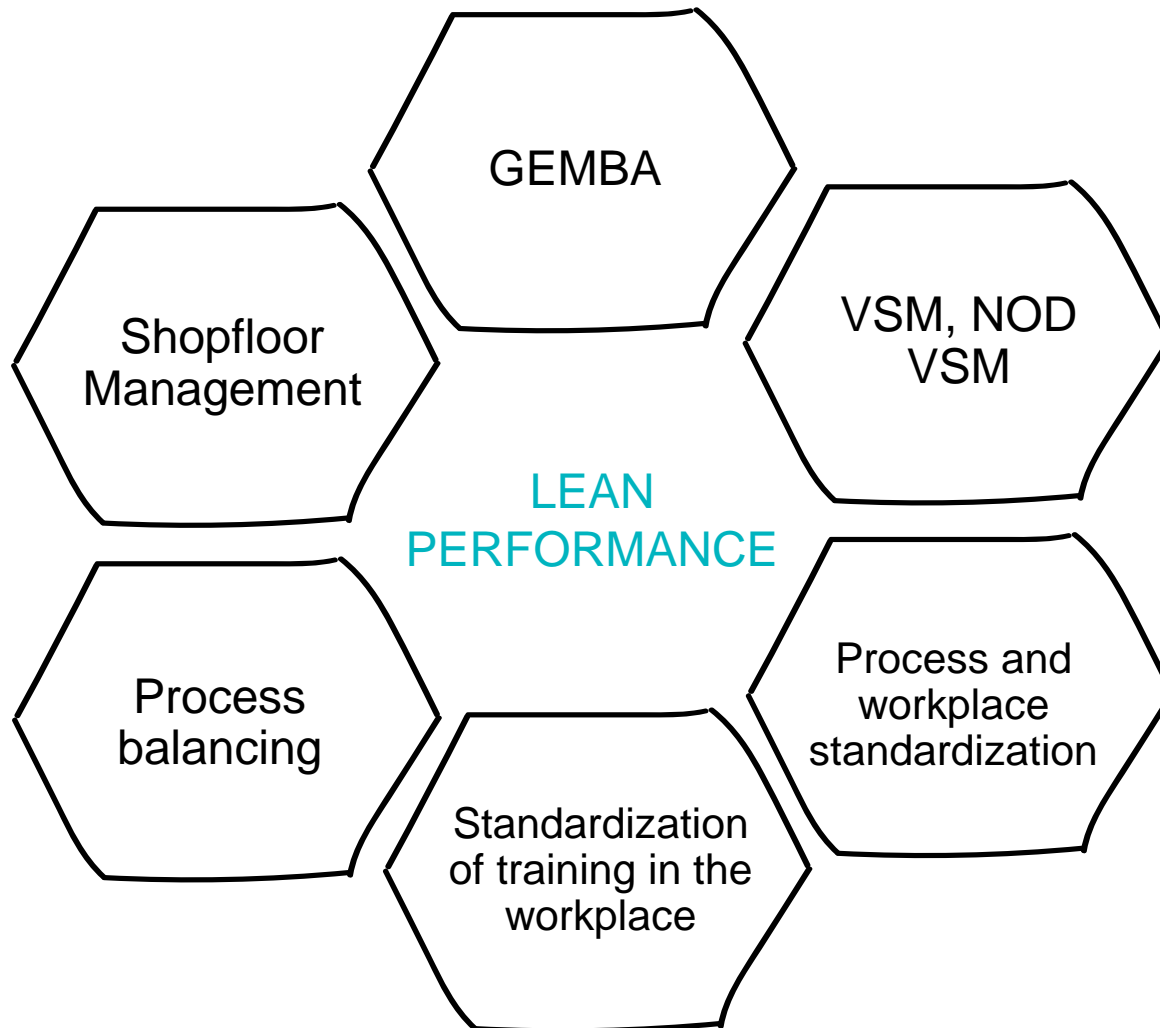 GEMBA
Shopfloor
Management
VSM, NOD
VSM
LEAN
PERFORMANCE
Process
balancing
Process and
workplace
standardization
Standardization
of training in the
workplace